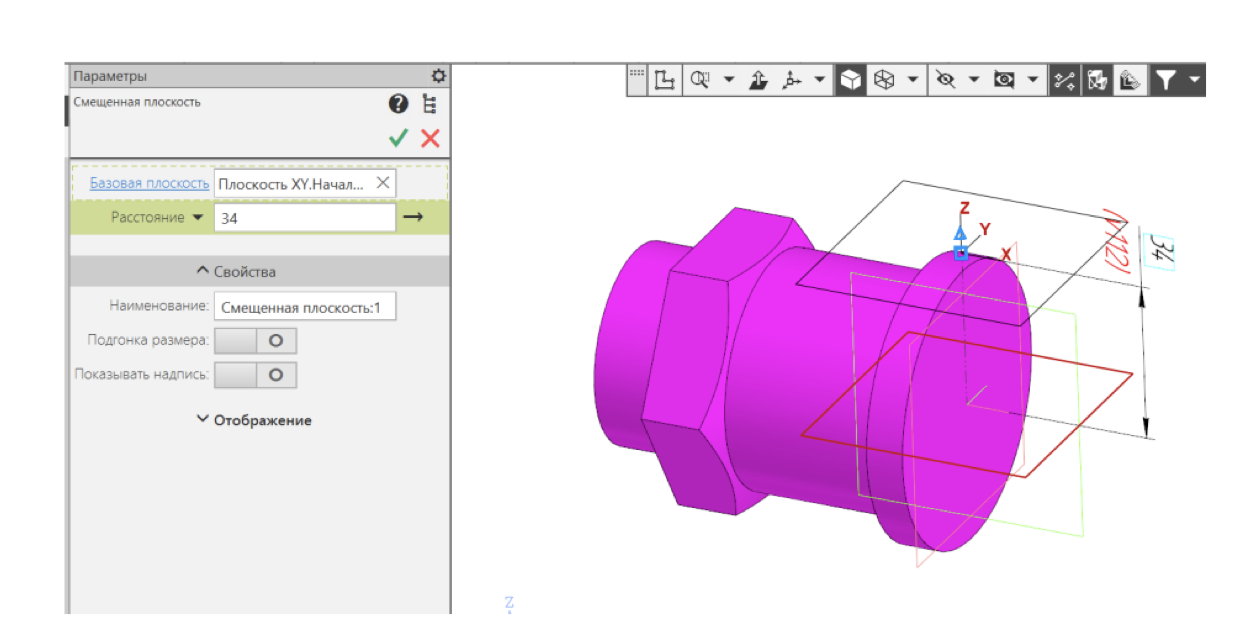 Параметры
Смещенная плоскость
Базовая плоскость Плоскость XY.Начал...
Расстояние 34
Свойства
Наименование: Смещенная плоскость:1
Подгонка размера:
Показывать надпись:
Отображение
Z
Y
X
34
Z